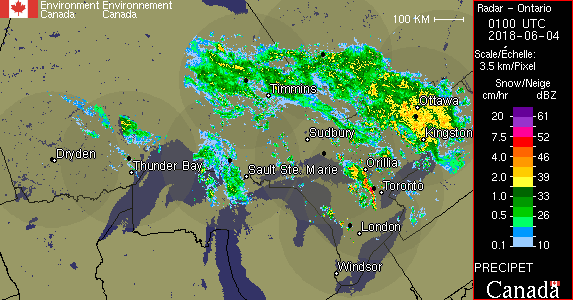 Environment Environnement
Canada Canada
100 KM
Radar - Ontario
0100 UTC
2018-06-04
Scale/Échelle:
3.5 km/Pixel
Snow/Neige
cm/hr dBZ
20 61
7.5 52
4.0 46
2.0 39
1.0 33
0.5 26
0.1 10
PRECIPET
Canada
Timmins
Ottawa
Kingston
Sudbury
Dryden
Thunder Bay
Sault Ste. Marie
Orillia
Toronto
London
Windsor